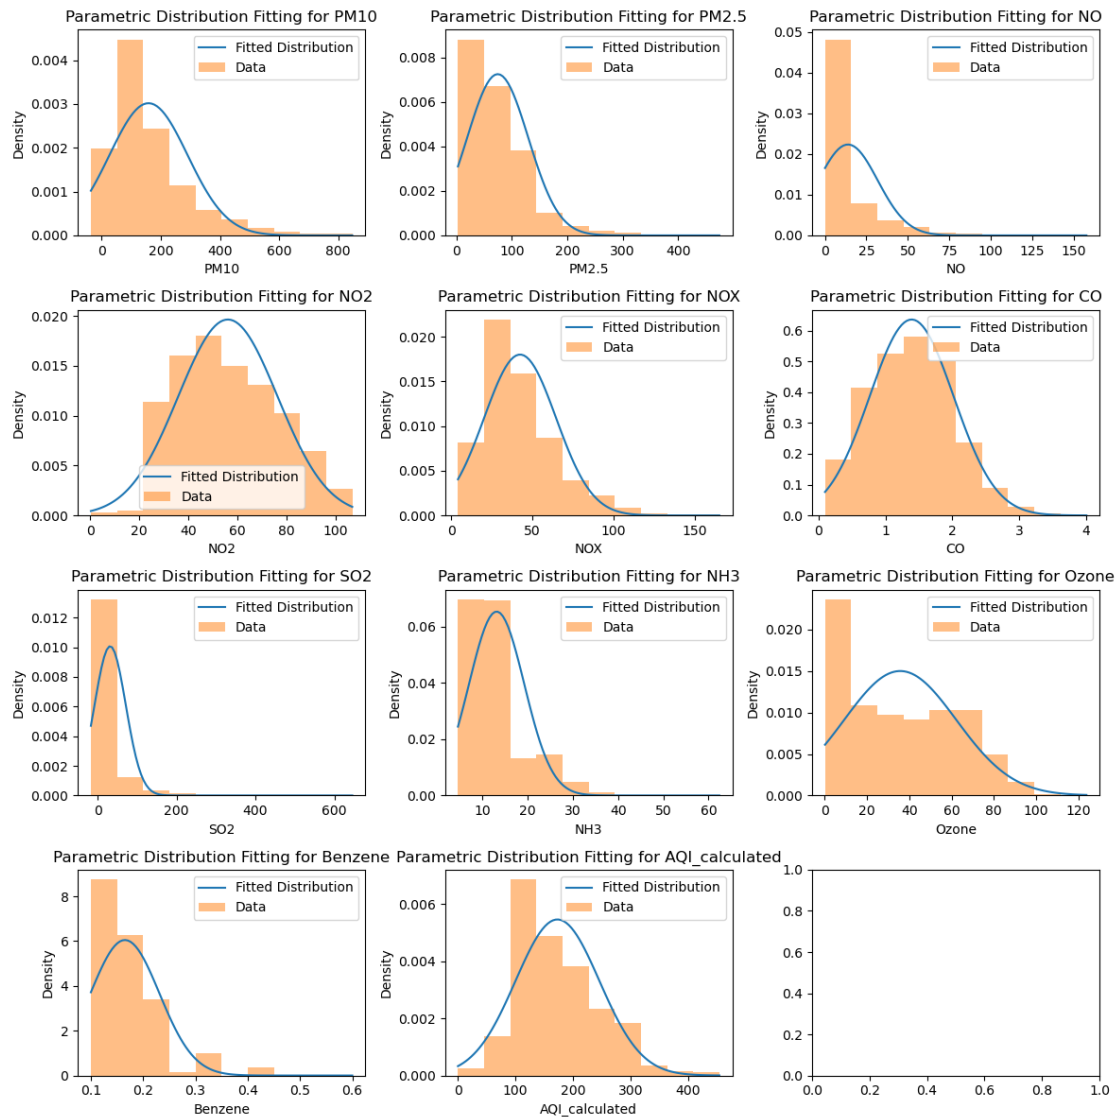 Parametric Distribution Fitting for PM10
0.004
0.003
0.002
0.001
0.000
Density
Fitted Distribution
Data
0
200
400
600
800
PM10
Parametric Distribution Fitting for PM2.5
0.008
0.006
0.004
0.002
0.000
Density
Fitted Distribution
Data
0
100
200
300
400
PM2.5
Parametric Distribution Fitting for NO
0.05
0.04
0.03
0.02
0.01
0.00
Density
Fitted Distribution
Data
0
25
50
75
100
125
150
NO
Parametric Distribution Fitting for NO2
0.020
0.015
0.010
0.005
0.000
Density
Fitted Distribution
Data
0
20
40
60
80
100
NO2
Parametric Distribution Fitting for NOX
0.020
0.015
0.010
0.005
0.000
Density
Fitted Distribution
Data
0
50
100
150
NOX
Parametric Distribution Fitting for CO
0.6
0.5
0.4
0.3
0.2
0.1
0.0
Density
Fitted Distribution
Data
0
1
2
3
4
CO
Parametric Distribution Fitting for SO2
0.012
0.010
0.008
0.006
0.004
0.002
0.000
Density
Fitted Distribution
Data
0
200
400
600
SO2
Parametric Distribution Fitting for NH3
0.06
0.04
0.02
0.00
Density
Fitted Distribution
Data
10
20
30
40
50
60
NH3
Parametric Distribution Fitting for Ozone
0.020
0.015
0.010
0.005
0.000
Density
Fitted Distribution
Data
0
20
40
60
80
100
120
Ozone
Parametric Distribution Fitting for Benzene
8
6
4
2
0
Density
Fitted Distribution
Data
0.1
0.2
0.3
0.4
0.5
0.6
Benzene
Parametric Distribution Fitting for AQI_calculated
0.006
0.004
0.002
0.000
Density
Fitted Distribution
Data
0
100
200
300
400
AQI_calculated
1.0
0.8
0.6
0.4
0.2
0.0
0.0
0.2
0.4
0.6
0.8
1.0